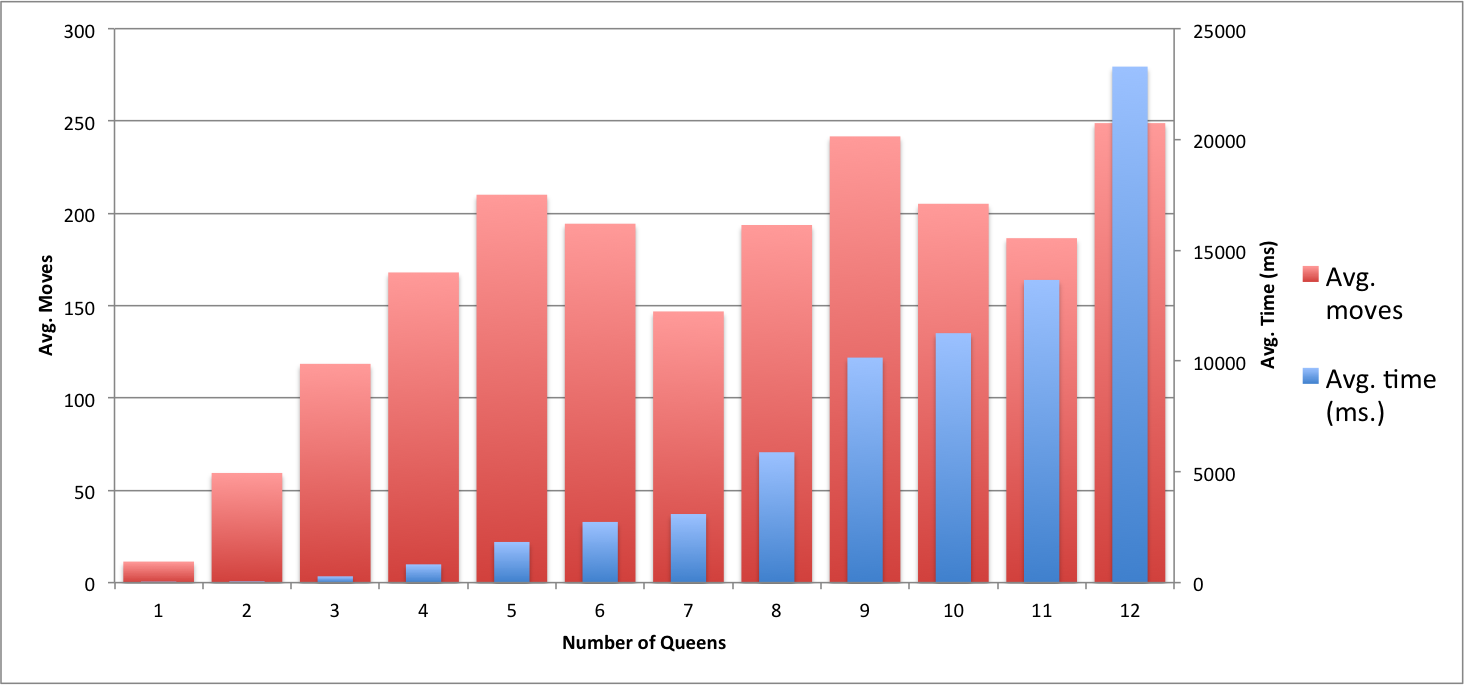 300
250
200
150
100
50
0
Avg. Moves
25000
20000
15000
10000
5000
0
Avg. Time (ms)
1 2 3 4 5 6 7 8 9 10 11 12
Number of Queens
Avg.
moves
Avg. time
(ms.)